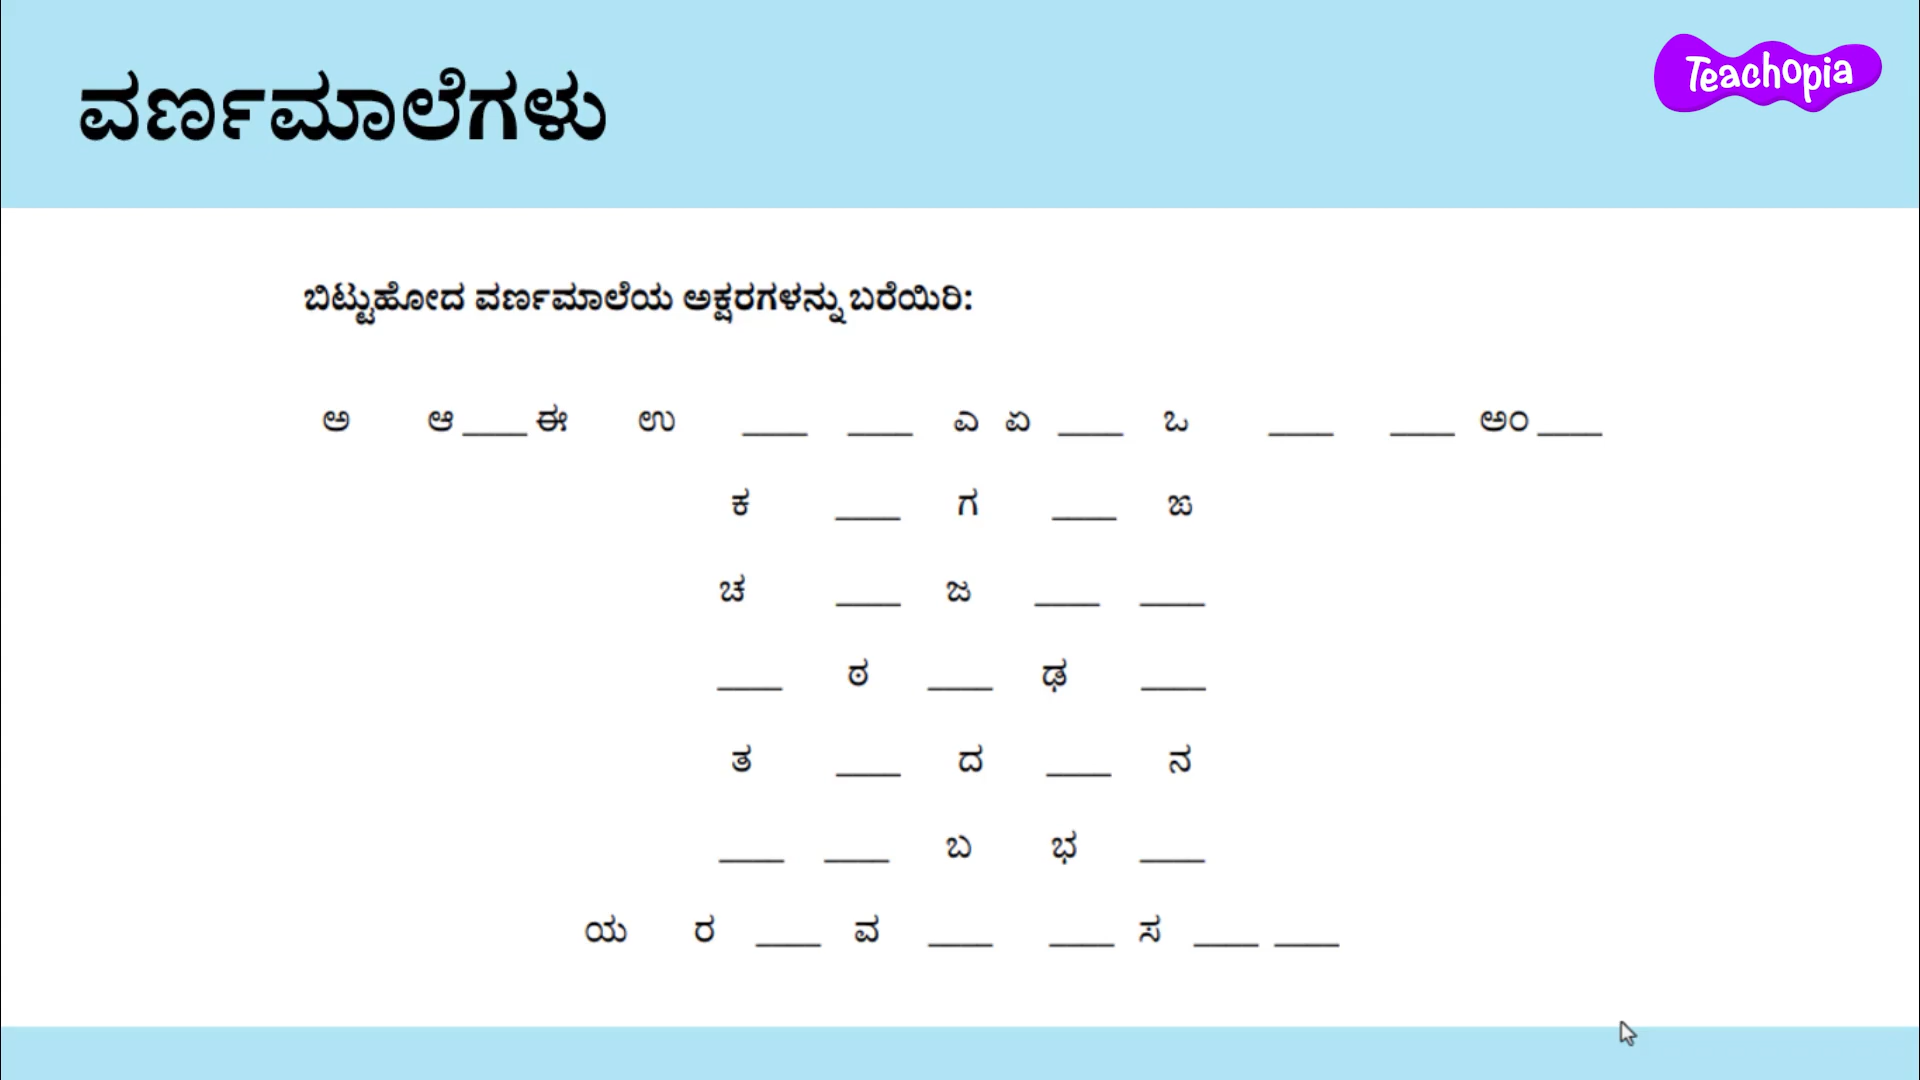 ವರ್ಣಮಾಲೆಗಳು
Teachopia
ಬಿಟ್ಟುಹೋದ ವರ್ಣಮಾಲೆಯ ಅಕ್ಷರಗಳನ್ನು ಬರೆಯಿರಿ:
ಅ ಆ ____ ಈ ಉ ____ ____ ಎ ಏ ____ ಒ ____ ____ ಅಂ ____
ಕ ____ ಗ ____ ಙ
ಚ ____ ಜ ____ ____
____ ಠ ____ ಢ ____
ತ ____ ದ ____ ನ
____ ____ ಬ ಭ ____
ಯ ರ ____ ವ ____ ____ ಸ ____ ____